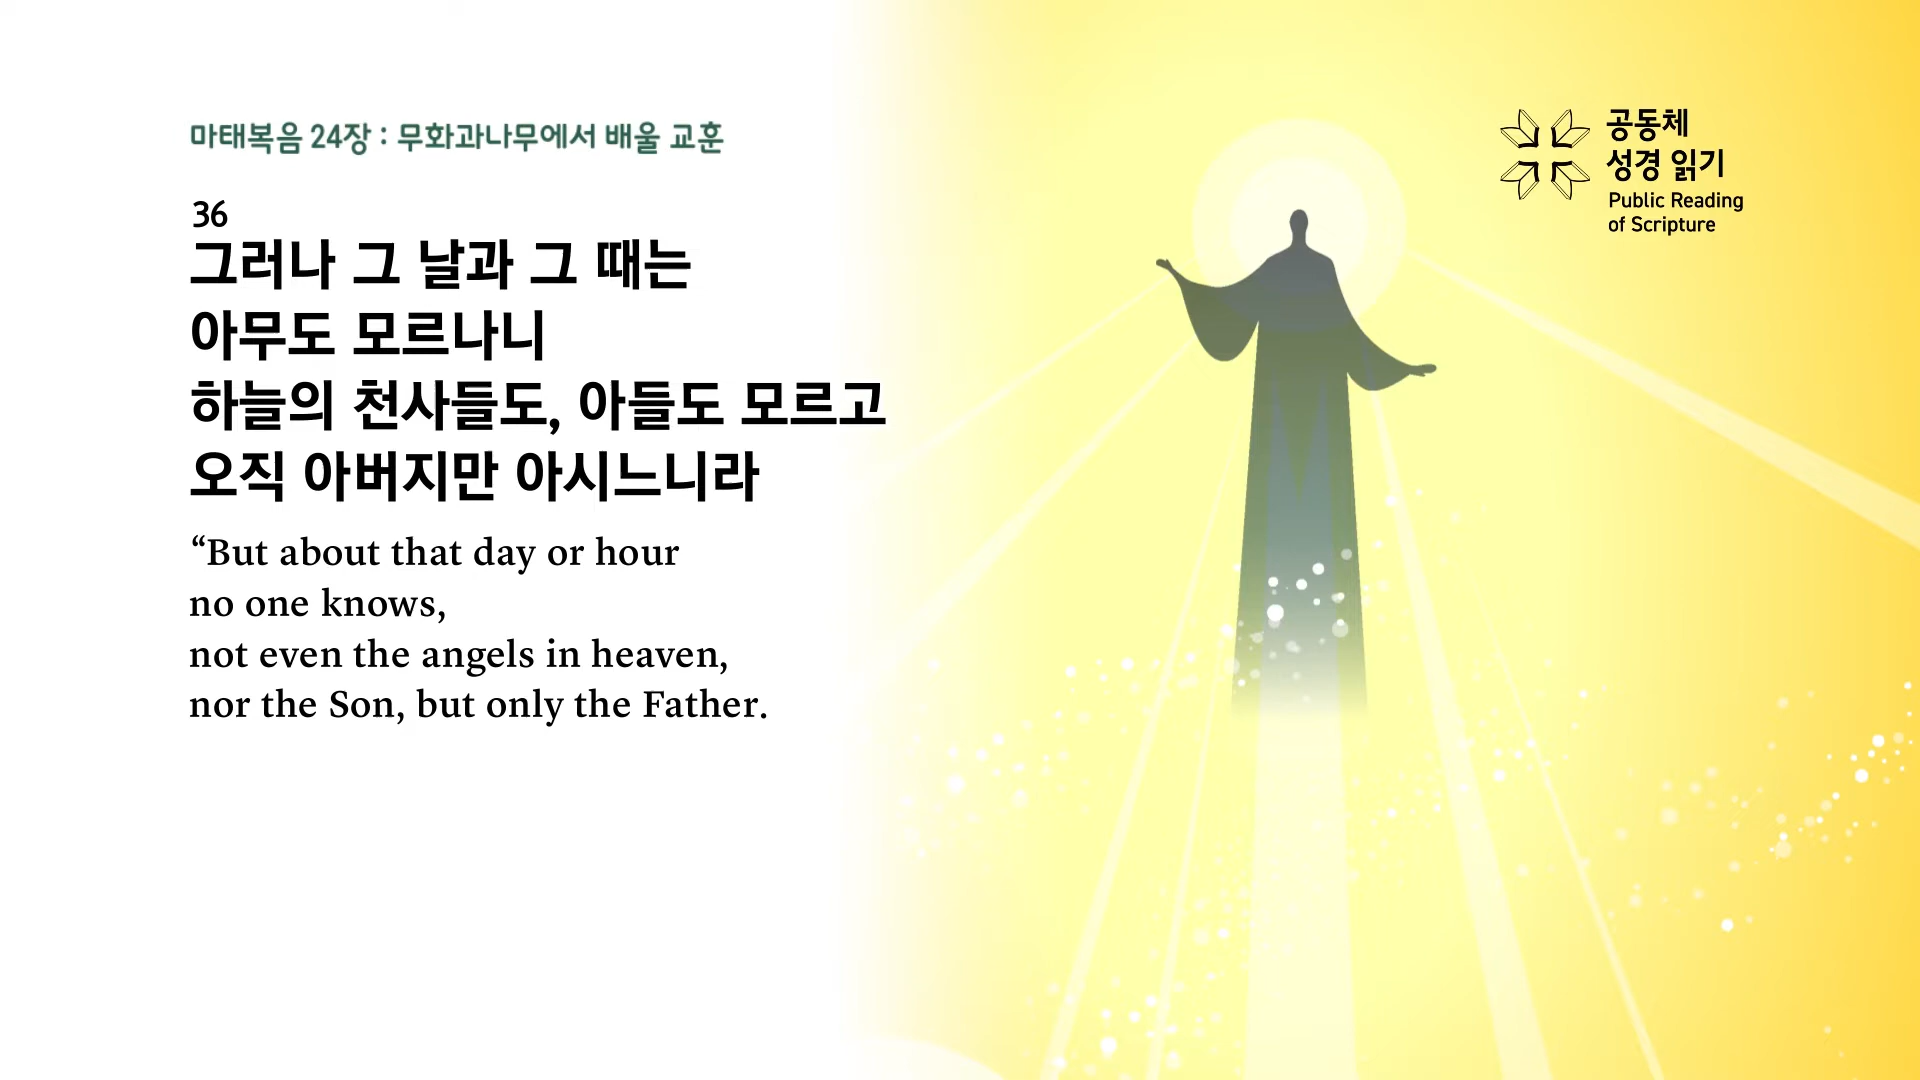 마태복음 24장 : 무화과나무에서 배울 교훈
36
그러나 그 날과 그 때는
아무도 모르나니
하늘의 천사들도, 아들도 모르고
오직 아버지만 아시느니라
“But about that day or hour
no one knows,
not even the angels in heaven,
nor the Son, but only the Father.
공동체
성경 읽기
Public Reading
of Scripture